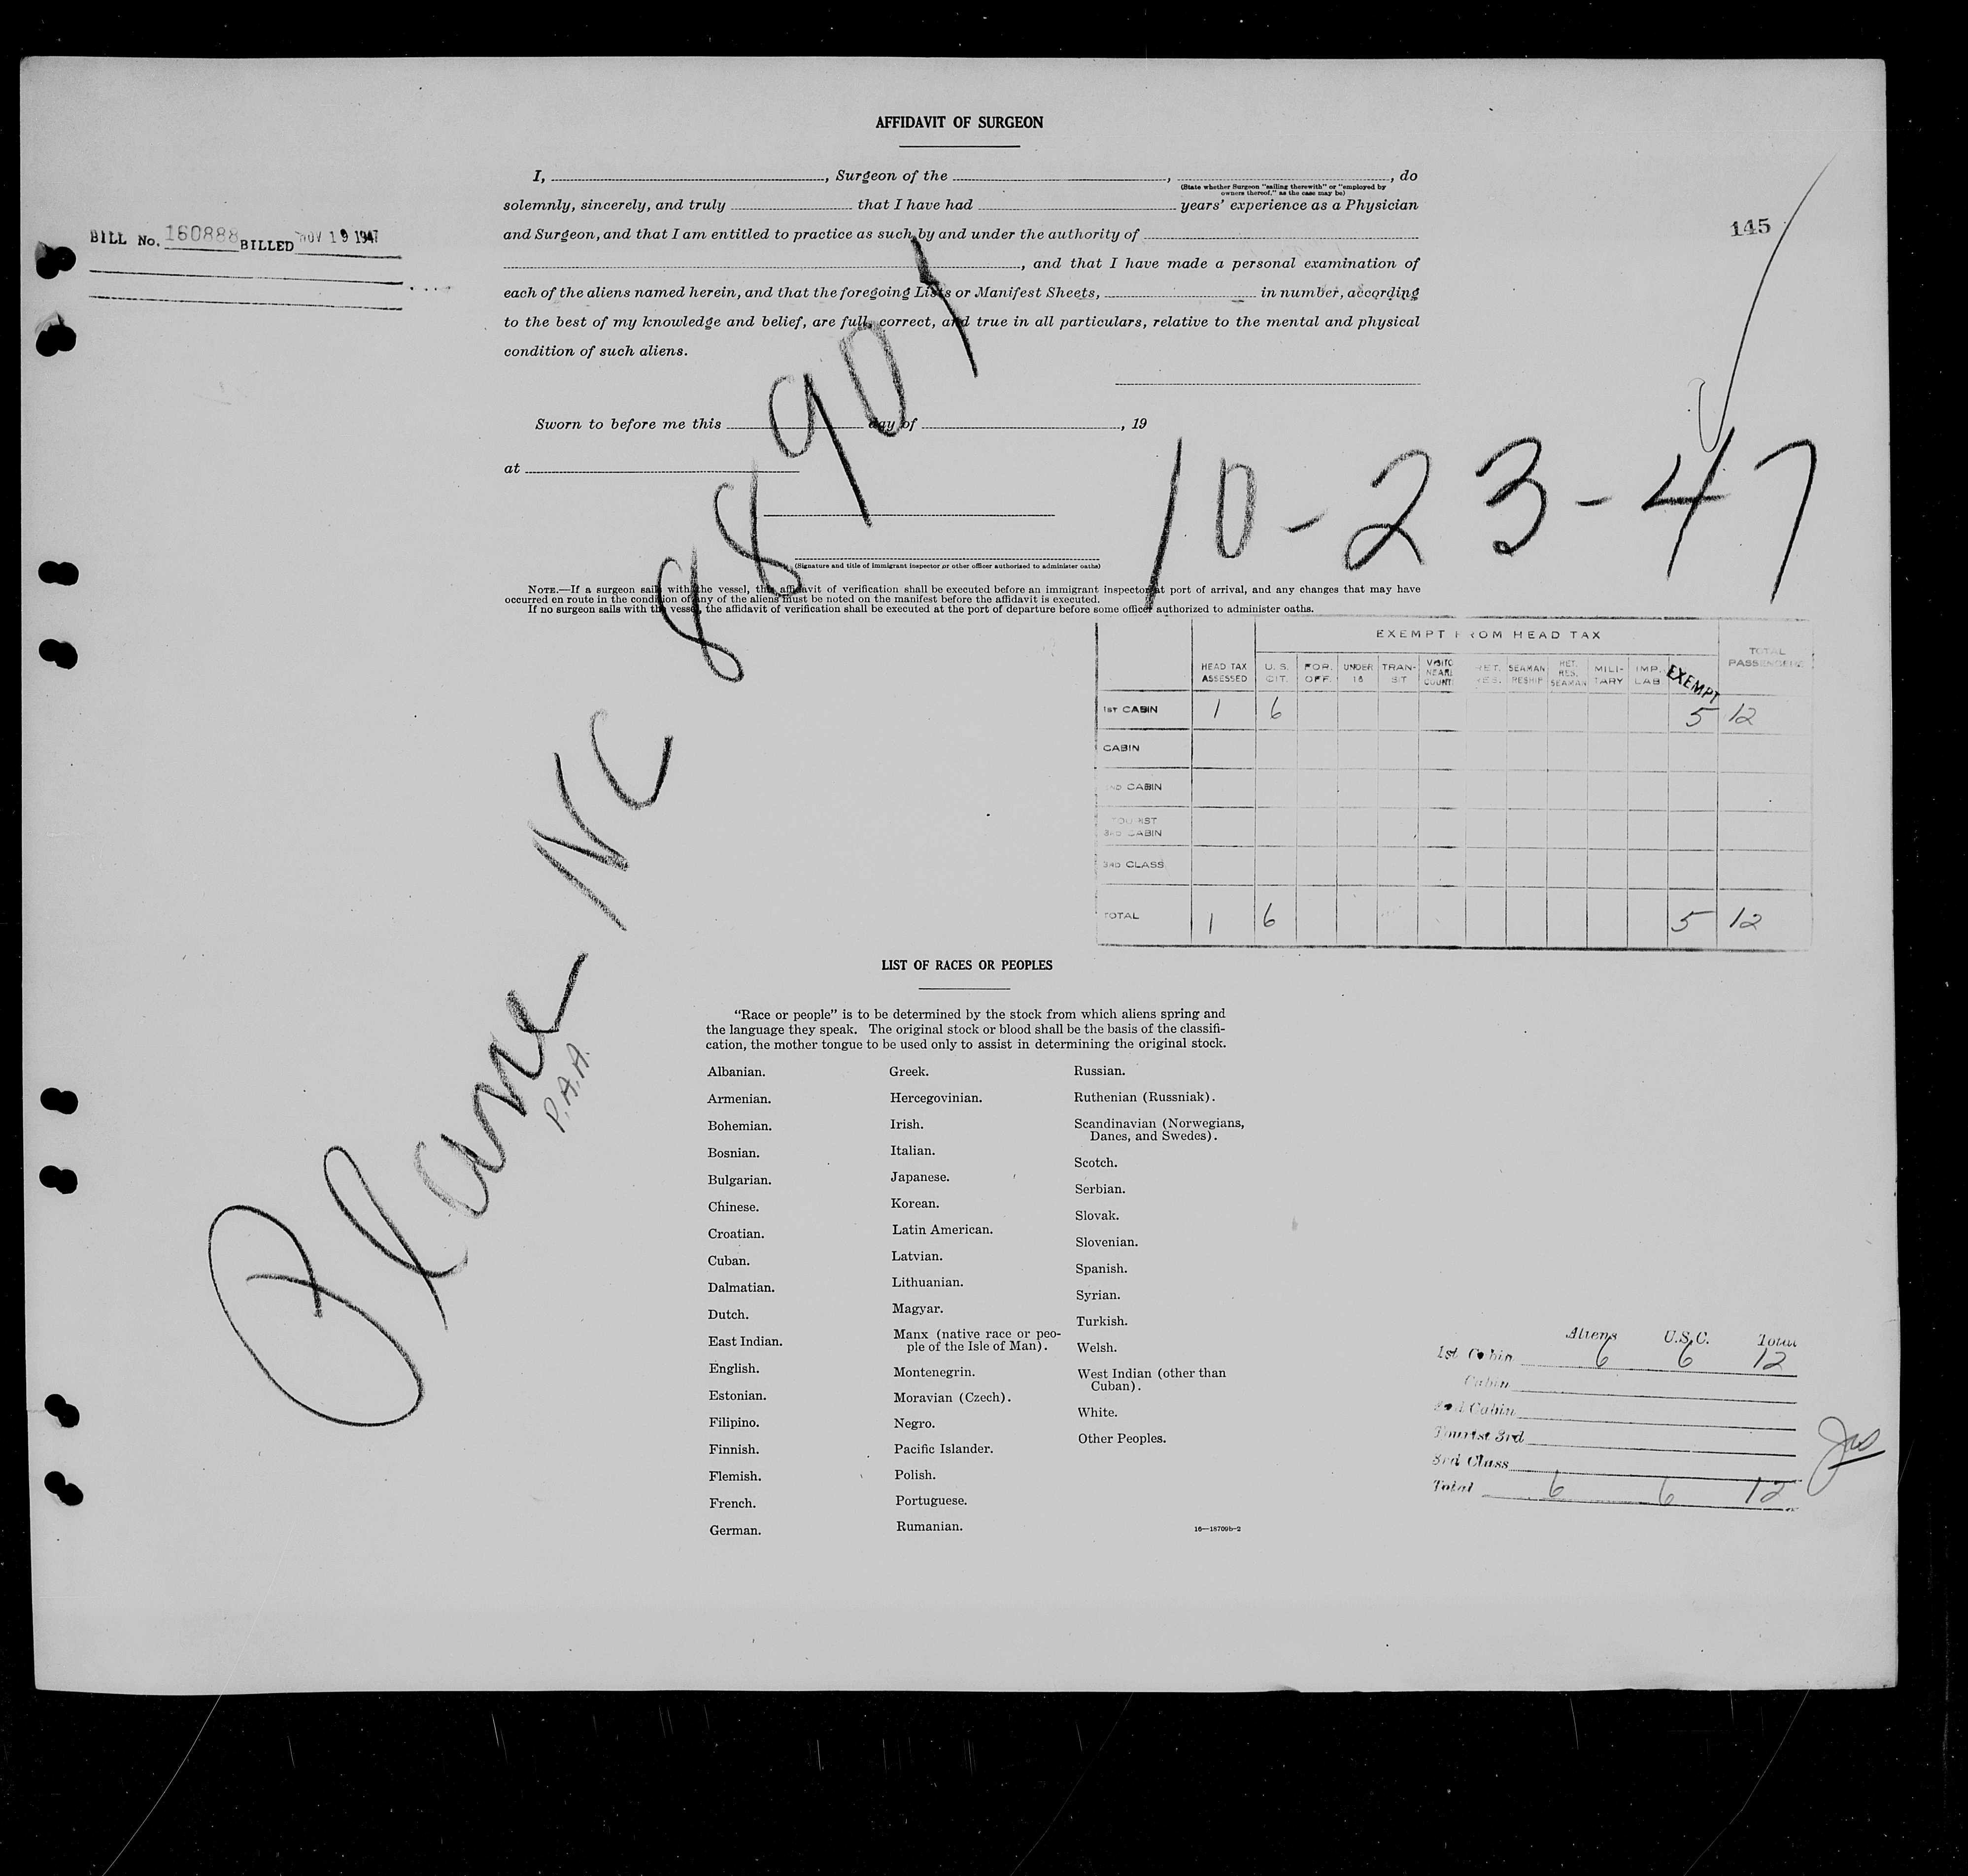 AFFIDAVIT OF SURGEON
I, , Surgeon of the , , do
(State whether Surgeon "sailing therewith" or "employed by
owners thereof," as the case may be)
solemnly, sincerely, and truly that I have had years' experience as a Physician
and Surgeon, and that I am entitled to practice as such by and under the authority of
, and that I have made a personal examination of
each of the aliens named herein, and that the foregoing Lists or Manifest Sheets, in number, according
to the best of my knowledge and belief, are full, correct, and true in all particulars, relative to the mental and physical
condition of such aliens.
BILL No. 160888 BILLED NOV 19 1947
145
Sworn to before me this day of , 19
at
(Signature and title of immigrant inspector or other officer authorized to administer oaths)
10-23-47
NOTE.—If a surgeon sails with the vessel, this affidavit of verification shall be executed before an immigrant inspector at port of arrival, and any changes that may have
occurred en route in the condition of any of the aliens must be noted on the manifest before the affidavit is executed.
If no surgeon sails with the vessel, the affidavit of verification shall be executed at the port of departure before some officer authorized to administer oaths.
Plane NC 88901
P.A.A.
EXEMPT FROM HEAD TAX
HEAD TAX ASSESSED U.S. CIT. FOR. OFF. UNDER 16 TRAN-SIT VISITO NEARE COUNT RET. RES. SEAMAN RESHIP RET. RES. SEAMAN MILI-TARY IMP. LAB EXEMPT TOTAL PASSENGERS
1ST CABIN 1 6 5 12
CABIN
2ND CABIN
TOURIST
3RD CABIN
3RD CLASS
TOTAL 1 6 5 12
LIST OF RACES OR PEOPLES
"Race or people" is to be determined by the stock from which aliens spring and
the language they speak. The original stock or blood shall be the basis of the classifi-
cation, the mother tongue to be used only to assist in determining the original stock.
Albanian.
Armenian.
Bohemian.
Bosnian.
Bulgarian.
Chinese.
Croatian.
Cuban.
Dalmatian.
Dutch.
East Indian.
English.
Estonian.
Filipino.
Finnish.
Flemish.
French.
German.
Greek.
Hercegovinian.
Irish.
Italian.
Japanese.
Korean.
Latin American.
Latvian.
Lithuanian.
Magyar.
Manx (native race or peo-
ple of the Isle of Man).
Montenegrin.
Moravian (Czech).
Negro.
Pacific Islander.
Polish.
Portuguese.
Rumanian.
Russian.
Ruthenian (Russniak).
Scandinavian (Norwegians,
Danes, and Swedes).
Scotch.
Serbian.
Slovak.
Slovenian.
Spanish.
Syrian.
Turkish.
Welsh.
West Indian (other than
Cuban).
White.
Other Peoples.
16—18709b-2
Aliens U.S.C. Total
1st Cabin 6 6 12
Cabin
2nd Cabin
Tourist 3rd
3rd Class
Total 6 6 12